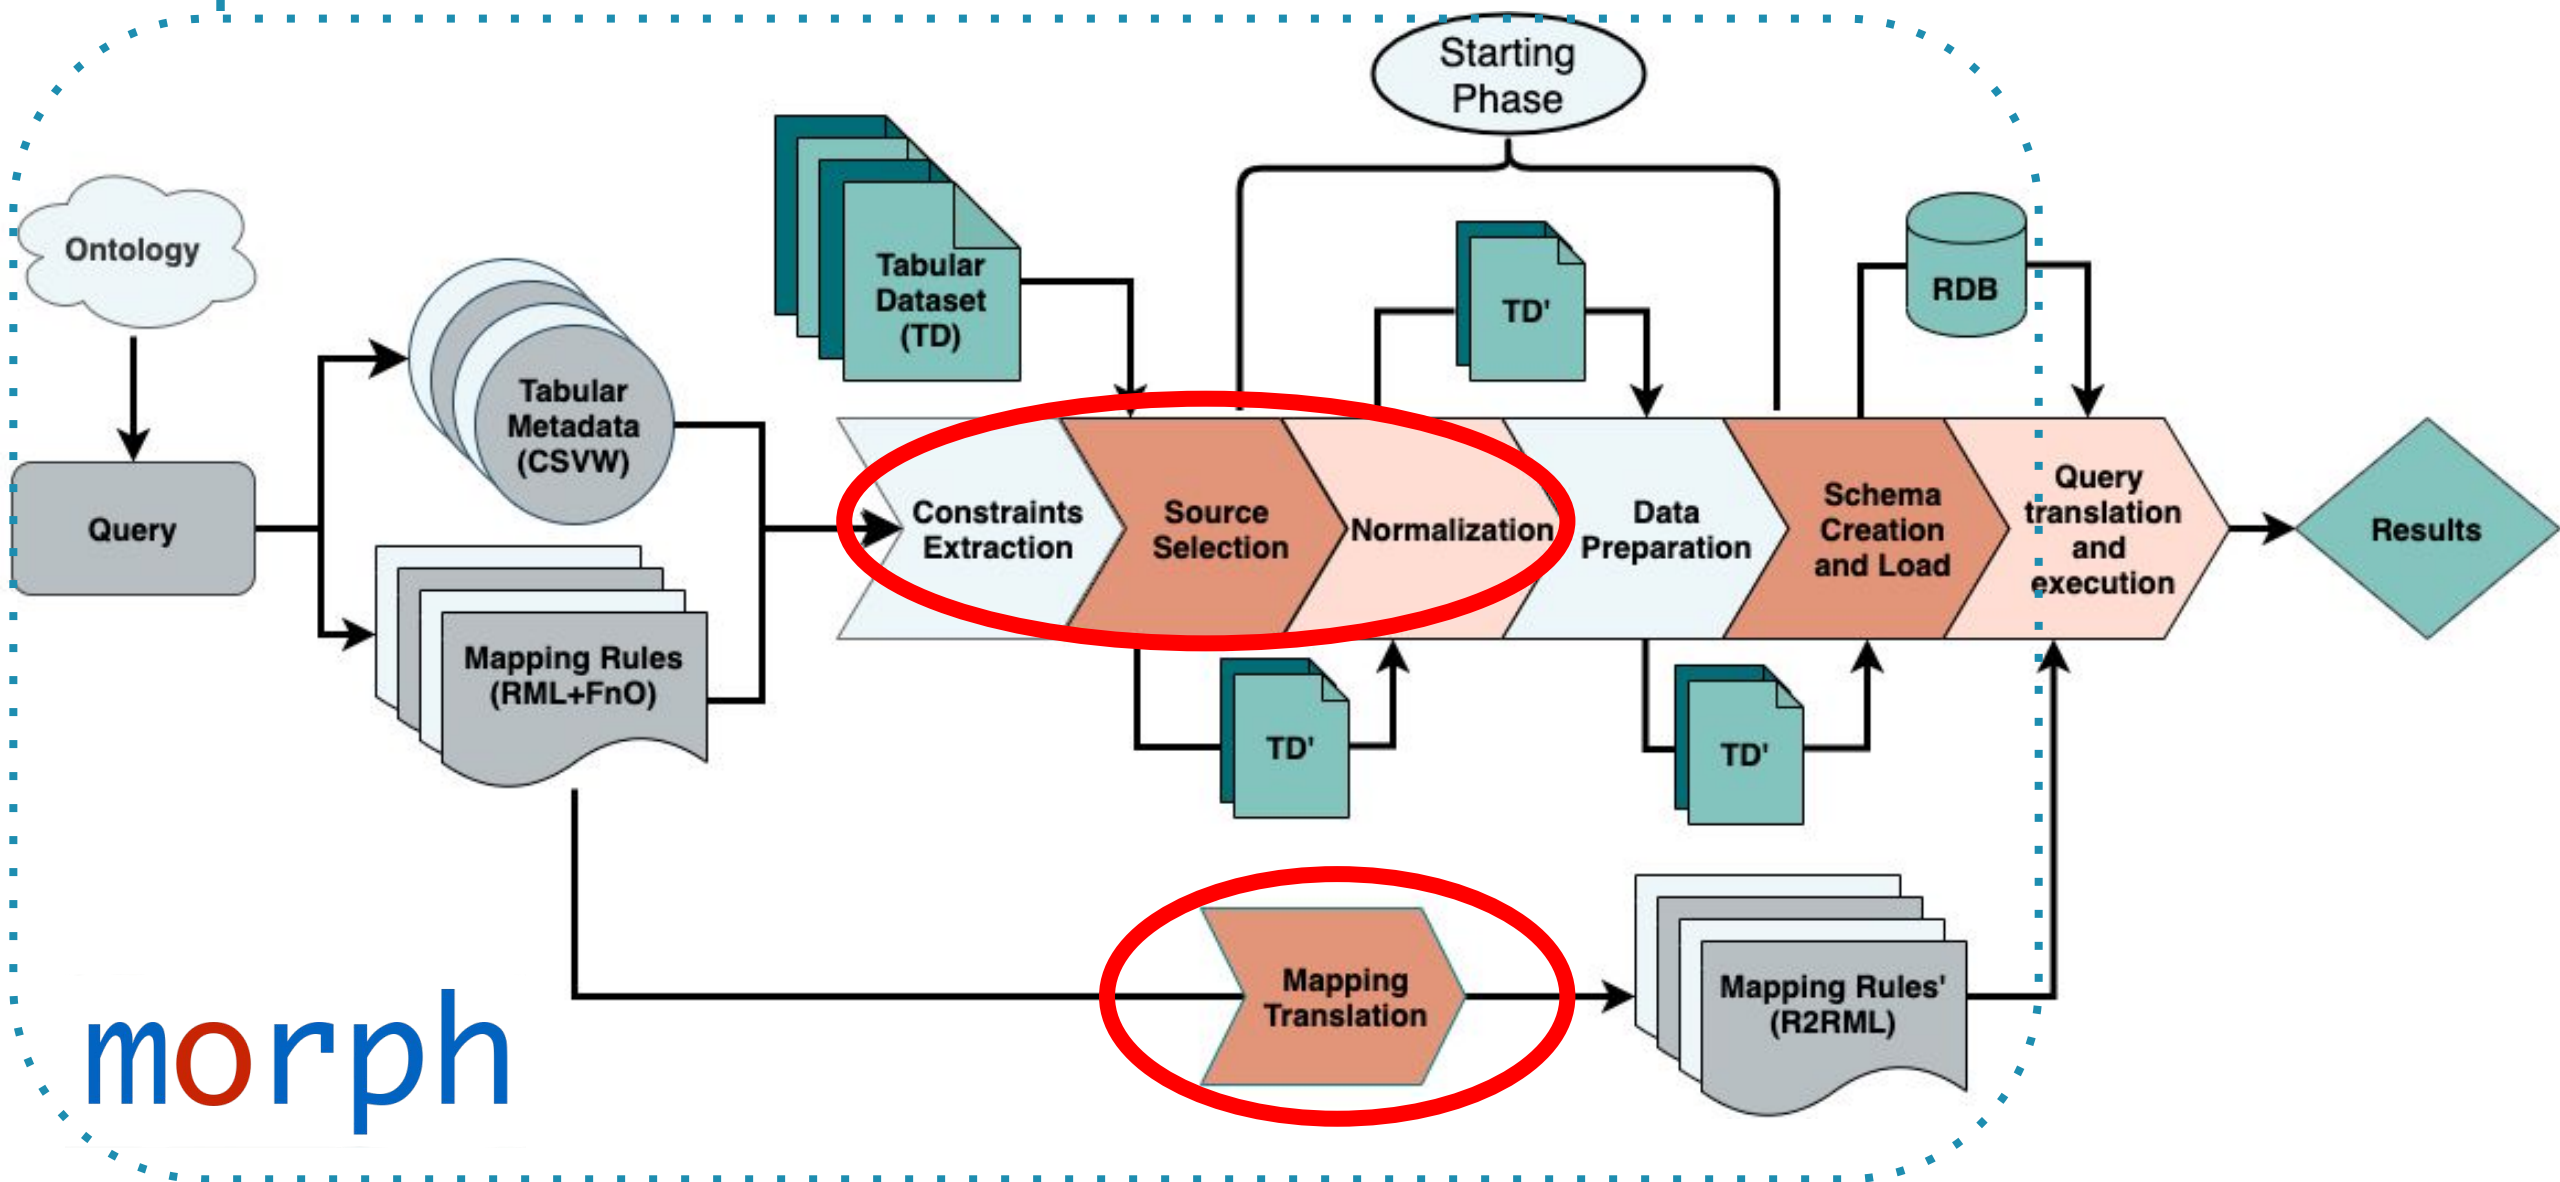 Starting
Phase
Ontology
Tabular
Dataset
(TD)
TD'
RDB
Tabular
Metadata
(CSVW)
Query
Constraints
Extraction
Source
Selection
Normalization
Data
Preparation
Schema
Creation
and Load
Query
translation
and
execution
Results
Mapping Rules
(RML+FnO)
TD'
TD'
Mapping
Translation
Mapping Rules'
(R2RML)
morph